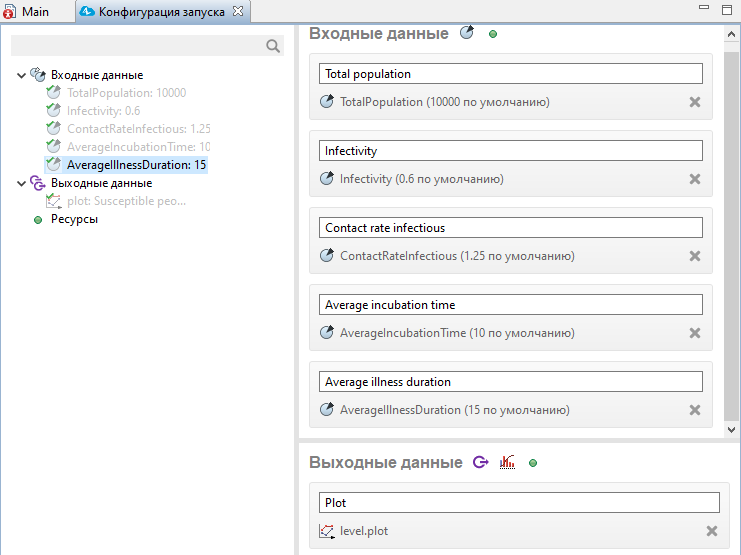 Main
Конфигурация запуска
Входные данные
TotalPopulation: 10000
Infectivity: 0.6
ContactRateInfectious: 1.25
AverageIncubationTime: 10
AverageIllnessDuration: 15
Выходные данные
plot: Susceptible peo...
Ресурсы
Входные данные
Total population
TotalPopulation (10000 по умолчанию)
Infectivity
Infectivity (0.6 по умолчанию)
Contact rate infectious
ContactRateInfectious (1.25 по умолчанию)
Average incubation time
AverageIncubationTime (10 по умолчанию)
Average illness duration
AverageIllnessDuration (15 по умолчанию)
Выходные данные
Plot
level.plot